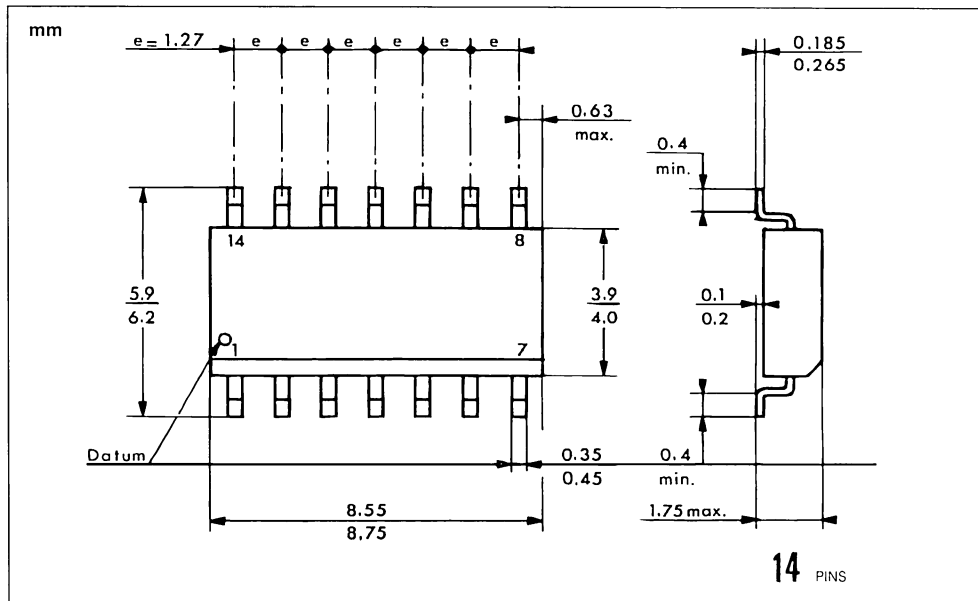 mm
e = 1.27 e e e e e
0.185
0.265
0.63
max.
0.4
min.
14 8
5.9
6.2
3.9
4.0
0.1
0.2
1 7
Datum
0.35
0.45
0.4
min.
8.55
8,75
1.75 max.
14 PINS